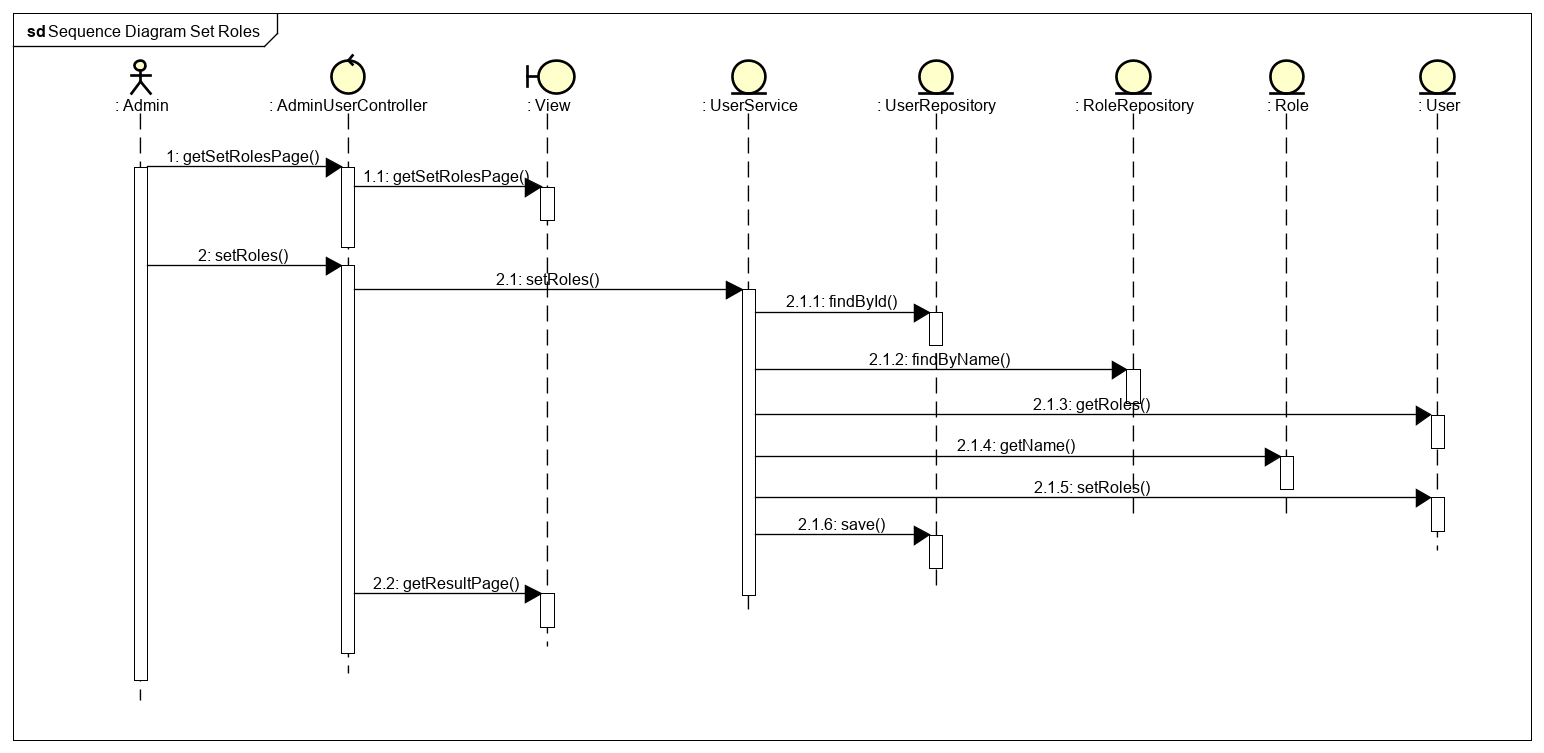 sd Sequence Diagram Set Roles
: Admin
: AdminUserController
: View
: UserService
: UserRepository
: RoleRepository
: Role
: User
1: getSetRolesPage()
1.1: getSetRolesPage()
2: setRoles()
2.1: setRoles()
2.1.1: findById()
2.1.2: findByName()
2.1.3: getRoles()
2.1.4: getName()
2.1.5: setRoles()
2.1.6: save()
2.2: getResultPage()